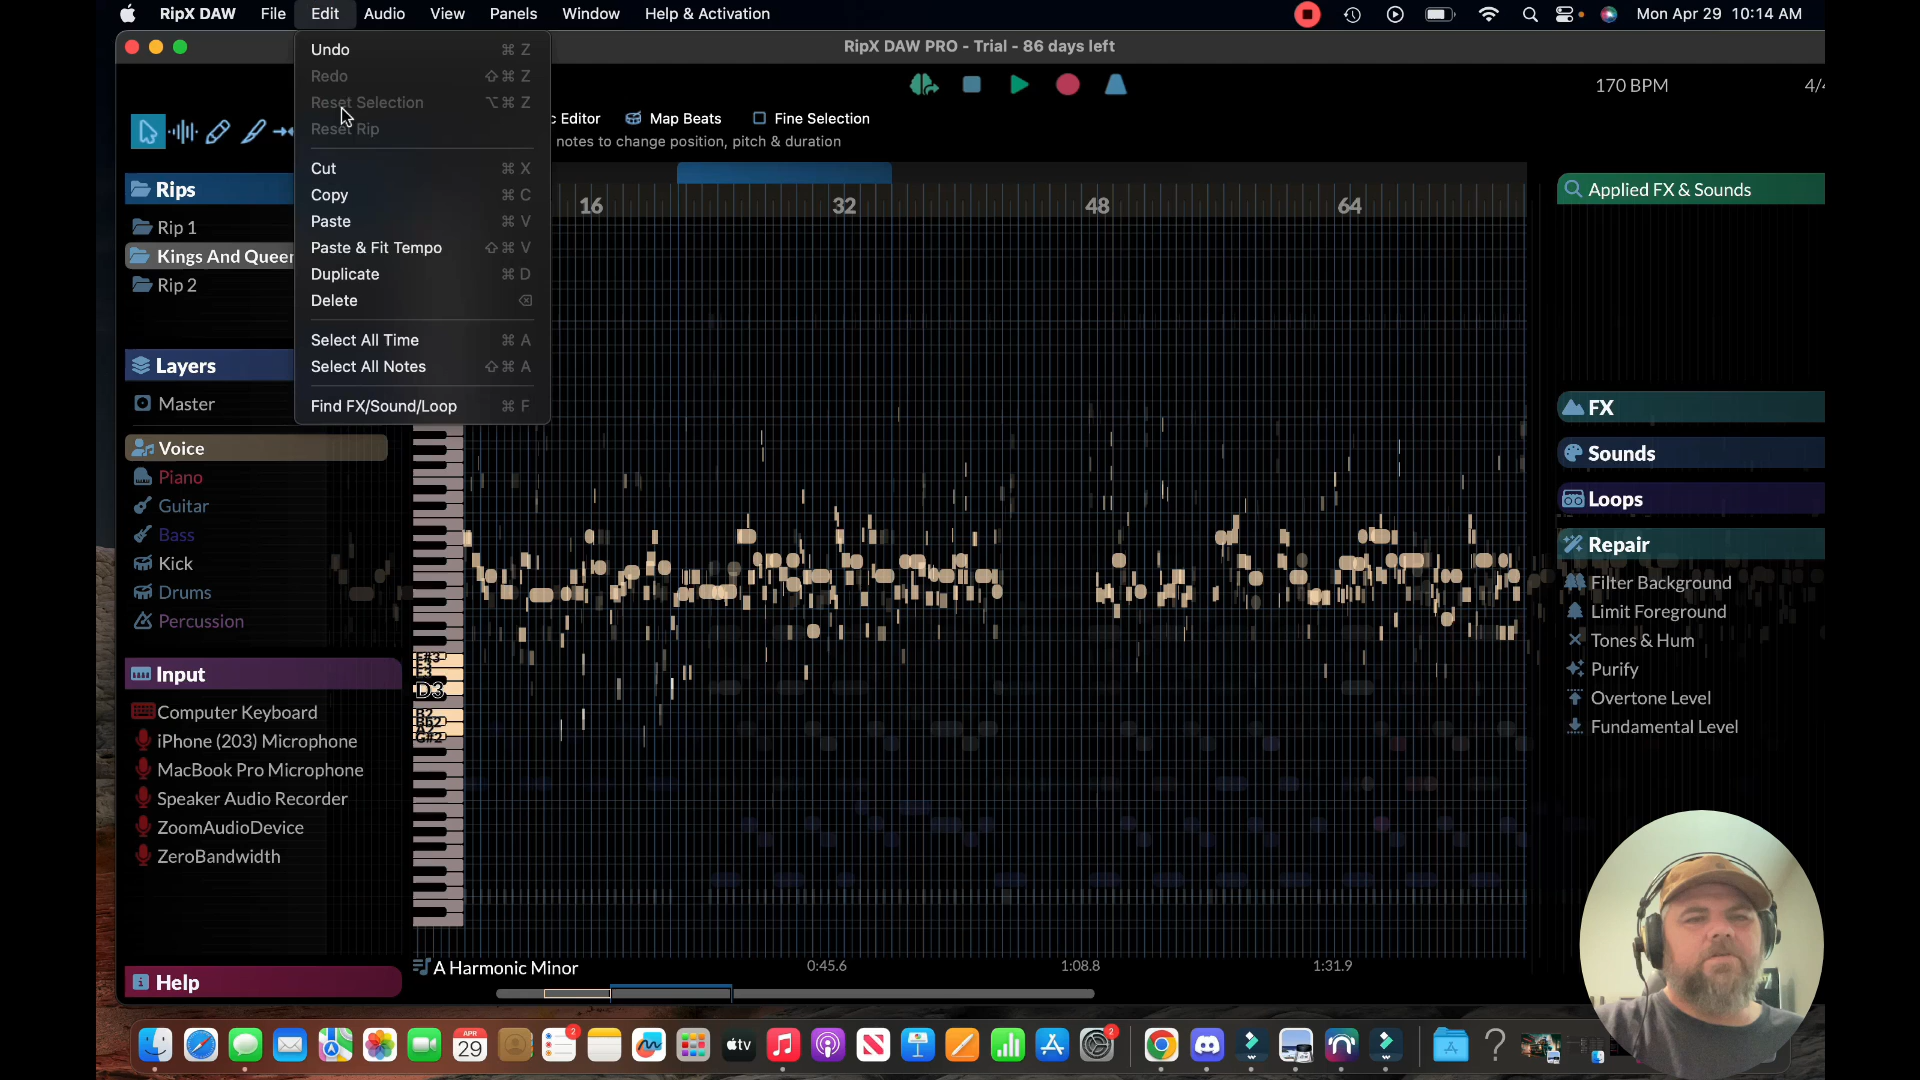 RipX DAW File Edit Audio View Panels Window Help & Activation Mon Apr 29 10:14 AM
RipX DAW PRO - Trial - 86 days left
170 BPM
Undo ⌘ Z
Redo ⇧ ⌘ Z
Reset Selection ⌥ ⌘ Z
Reset Rip
Cut ⌘ X
Copy ⌘ C
Paste ⌘ V
Paste & Fit Tempo ⇧ ⌘ V
Duplicate ⌘ D
Delete ⌫
Select All Time ⌘ A
Select All Notes ⇧ ⌘ A
Find FX/Sound/Loop ⌘ F
c Editor Map Beats Fine Selection
notes to change position, pitch & duration
16 32 48 64
Rips
Rip 1
Kings And Queen
Rip 2
Layers
Master
Voice
Piano
Guitar
Bass
Kick
Drums
Percussion
Input
Computer Keyboard
iPhone (203) Microphone
MacBook Pro Microphone
Speaker Audio Recorder
ZoomAudioDevice
ZeroBandwidth
Help
D3
A Harmonic Minor 0:45.6 1:08.8 1:31.9
Applied FX & Sounds
FX
Sounds
Loops
Repair
Filter Background
Limit Foreground
Tones & Hum
Purify
Overtone Level
Fundamental Level
APR
29
2
tv
2